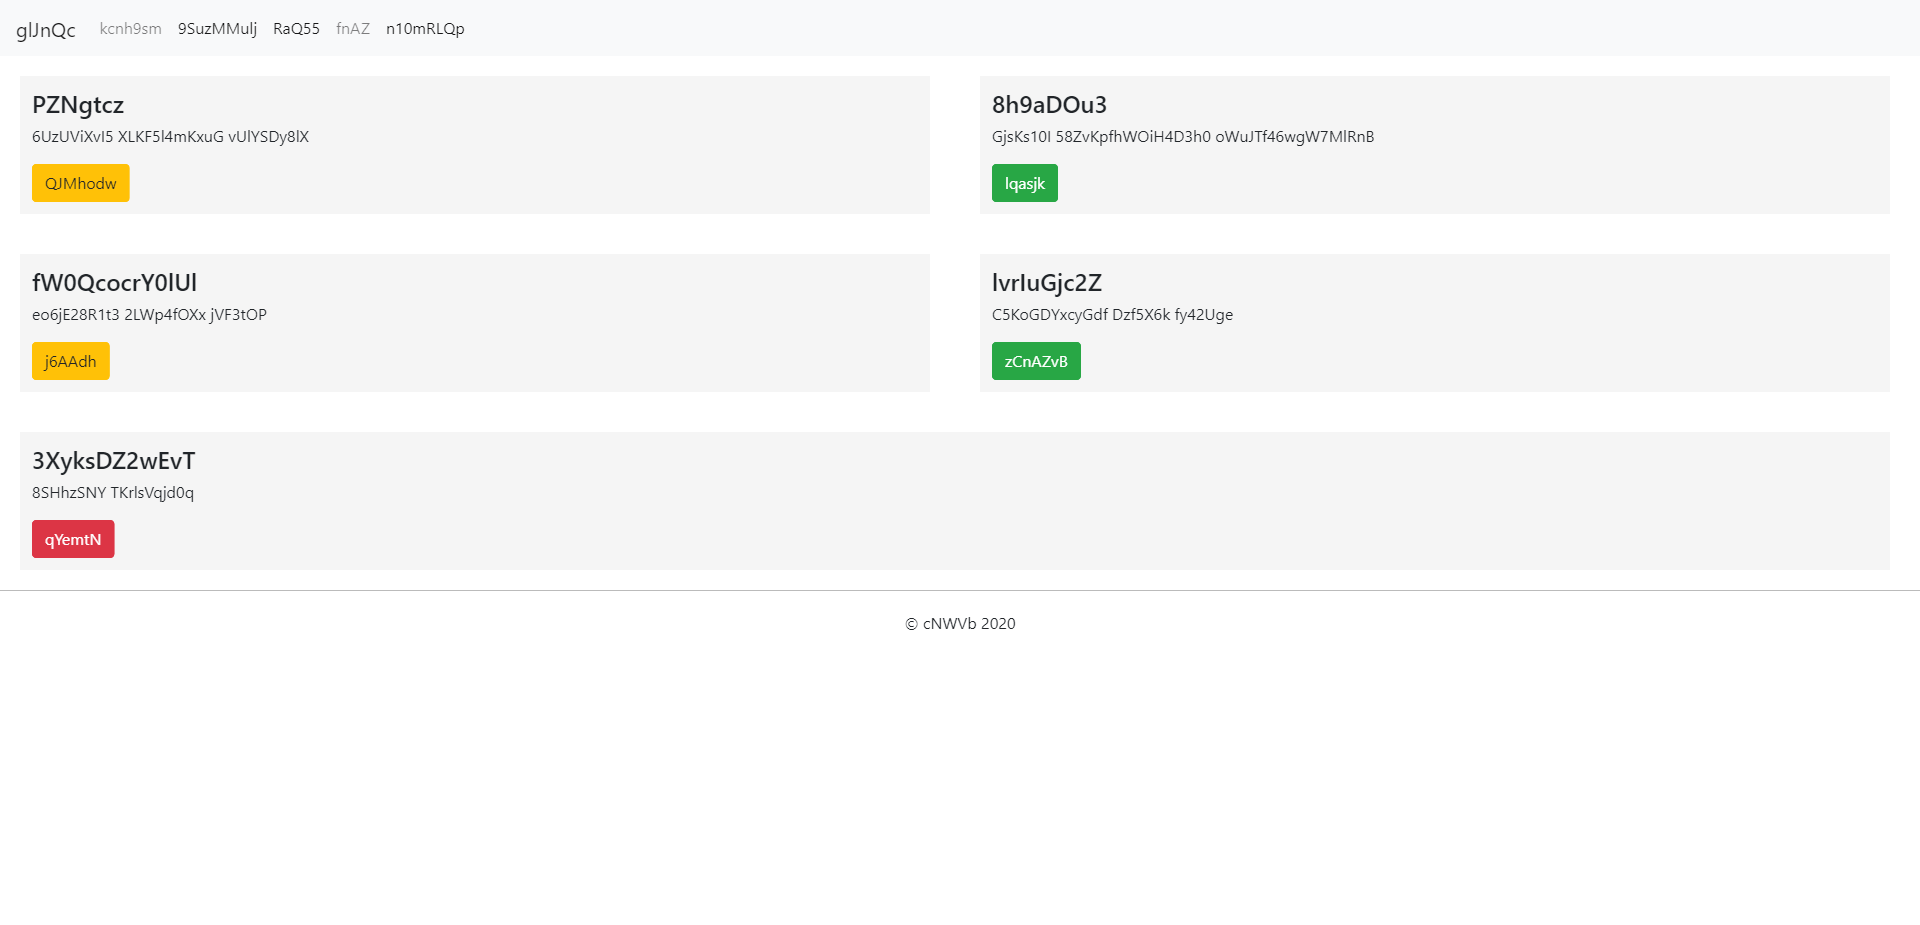 glJnQc kcnh9sm 9SuzMMulj RaQ55 fnAZ n10mRLQp
PZNgtcz
6UzUViXvI5 XLKF5l4mKxuG vUlYSDy8lX
QJMhodw
8h9aDOu3
GjsKs10I 58ZvKpfhWOiH4D3h0 oWuJTf46wgW7MlRnB
lqasjk
fW0QcocrY0lUl
eo6jE28R1t3 2LWp4fOXx jVF3tOP
j6AAdh
lvrIuGjc2Z
C5KoGDYxcyGdf Dzf5X6k fy42Uge
zCnAZvB
3XyksDZ2wEvT
8SHhzSNY TKrlsVqjd0q
qYemtN
© cNWVb 2020